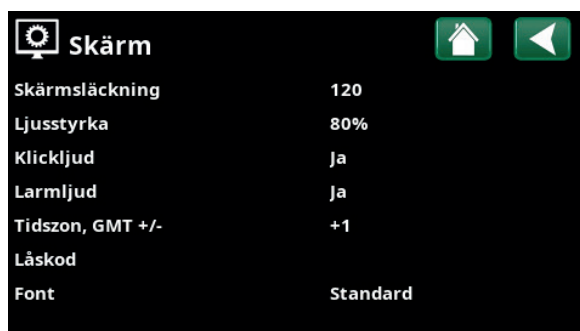 Skärm
Skärmsläckning 120
Ljusstyrka 80%
Klickljud Ja
Larmljud Ja
Tidszon, GMT +/- +1
Låskod
Font Standard